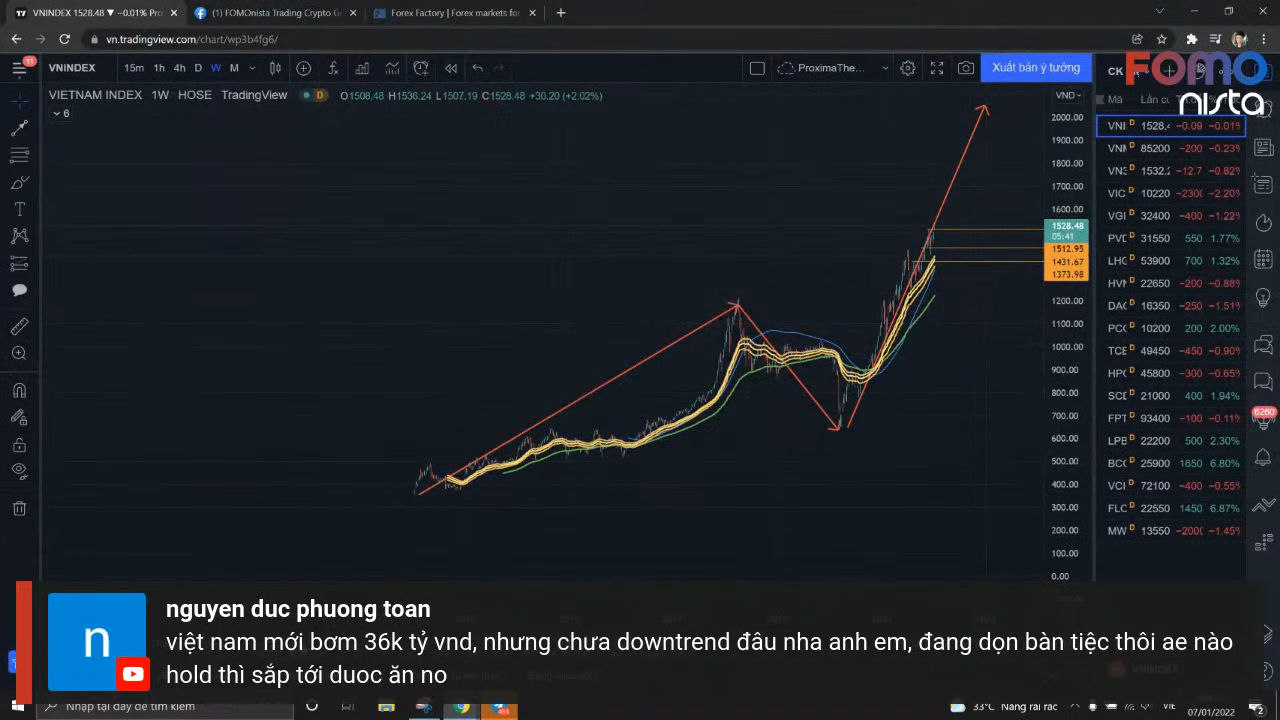 VNINDEX 1528.48 ▼ −0.01% Pr
(1) FOMOnista Trading Crypto G
Forex Factory | Forex markets for
vn.tradingview.com/chart/wp3b4fg6/
11
VNINDEX 15m 1h 4h D W M
ProximaThe...
Xuất bản ý tưởng
CK
FOMO
nista
VIETNAM INDEX 1W HOSE TradingView D O1508.48 H1536.24 L1507.19 C1528.48 +30.20 (+2.02%)
VND
6
2000.00
1900.00
1800.00
1700.00
1600.00
1528.48
05:41
1512.95
1431.67
1373.98
1200.00
1100.00
1000.00
900.00
800.00
700.00
600.00
500.00
400.00
300.00
200.00
100.00
0.00
Mã
VNI D 1528.4 −0.09 −0.01%
VNI D 85200 −200 −0.23%
VN3 D 1532.2 −12.7 −0.82%
VIC D 10220 −2300 −2.20%
VGI D 32400 −400 −1.22%
PVD D 31550 550 1.77%
LHC D 53900 700 1.32%
HVN D 22650 −200 −0.88%
DAC D 16350 −250 −1.51%
PC D 10200 200 2.00%
TCE D 49450 −450 −0.90%
HPC D 45800 −300 −0.65%
SCI D 21000 400 1.94%
FPT D 93400 −100 −0.11%
LPE D 22200 500 2.30%
BC D 25900 1650 6.80%
VCI D 72100 −400 −0.55%
FLC D 22550 1450 6.87%
MW D 13550 −2000 −1.45%
6260
n
nguyen duc phuong toan
việt nam mới bơm 36k tỷ vnd, nhưng chưa downtrend đâu nha anh em, đang dọn bàn tiệc thôi ae nào
hold thì sắp tới duoc ăn no
VNINDEX
Nhập tại đây để tìm kiếm
33°C Nắng rải rác
VIE
07/01/2022
2